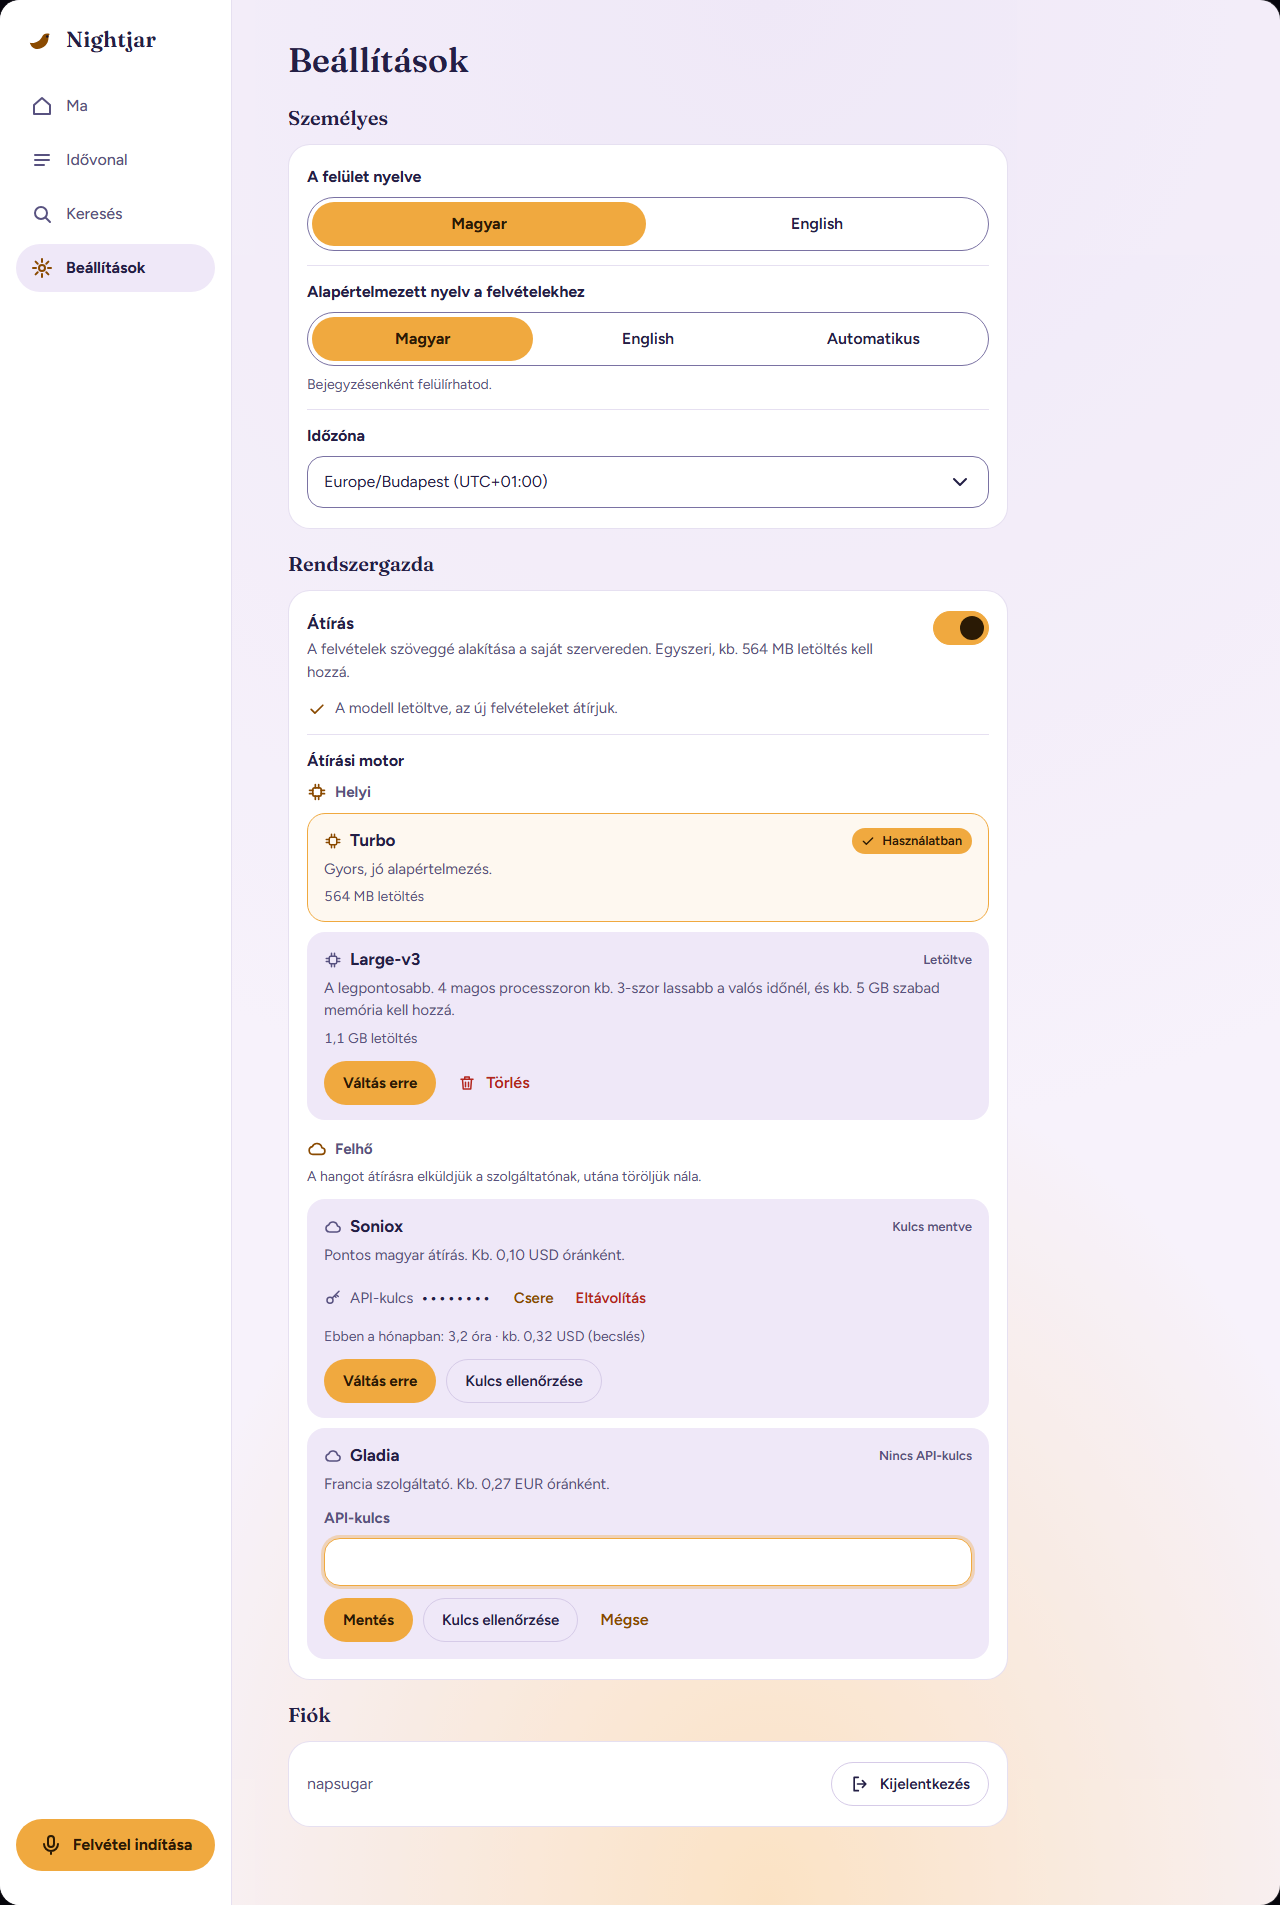 Nightjar
Ma
Idővonal
Keresés
Beállítások
Felvétel indítása
Beállítások
Személyes
A felület nyelve
Magyar
English
Alapértelmezett nyelv a felvételekhez
Magyar
English
Automatikus
Bejegyzésenként felülírhatod.
Időzóna
Europe/Budapest (UTC+01:00)
Rendszergazda
Átírás
A felvételek szöveggé alakítása a saját szervereden. Egyszeri, kb. 564 MB letöltés kell
hozzá.
A modell letöltve, az új felvételeket átírjuk.
Átírási motor
Helyi
Turbo
Használatban
Gyors, jó alapértelmezés.
564 MB letöltés
Large-v3
Letöltve
A legpontosabb. 4 magos processzoron kb. 3-szor lassabb a valós időnél, és kb. 5 GB szabad
memória kell hozzá.
1,1 GB letöltés
Váltás erre
Törlés
Felhő
A hangot átírásra elküldjük a szolgáltatónak, utána töröljük nála.
Soniox
Kulcs mentve
Pontos magyar átírás. Kb. 0,10 USD óránként.
API-kulcs •••••••• Csere Eltávolítás
Ebben a hónapban: 3,2 óra · kb. 0,32 USD (becslés)
Váltás erre
Kulcs ellenőrzése
Gladia
Nincs API-kulcs
Francia szolgáltató. Kb. 0,27 EUR óránként.
API-kulcs
Mentés
Kulcs ellenőrzése
Mégse
Fiók
napsugar
Kijelentkezés